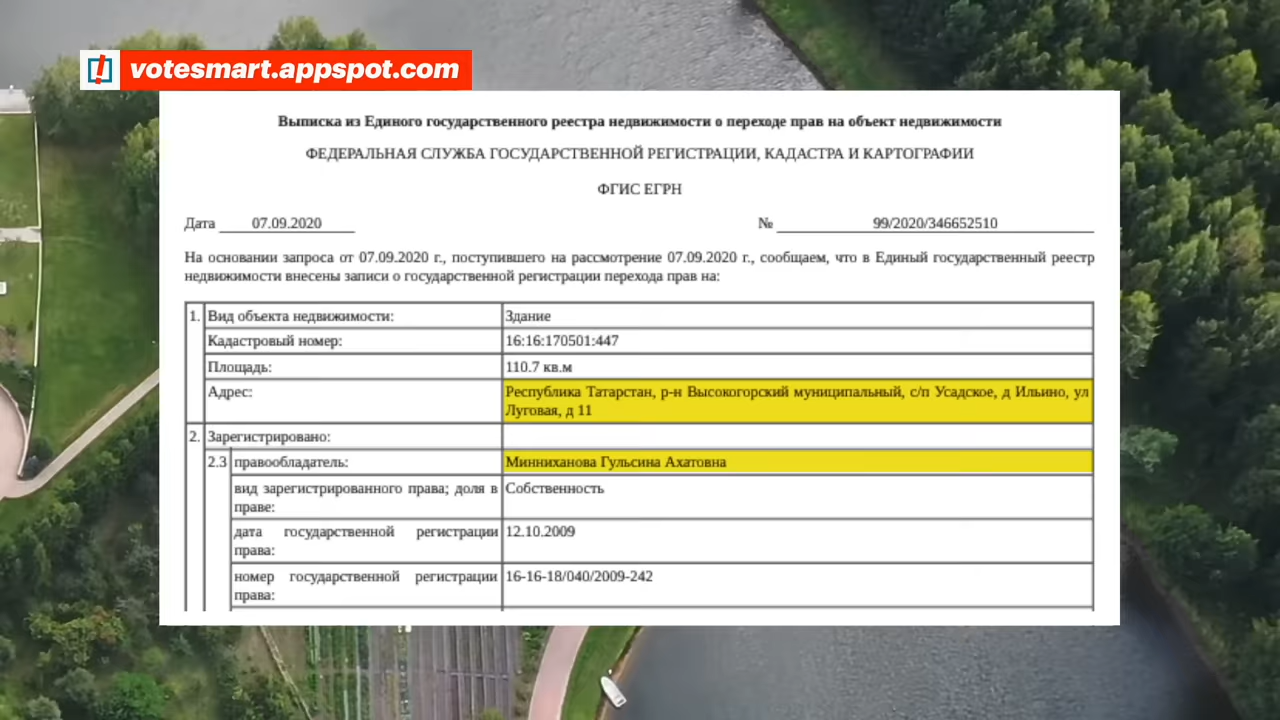 votesmart.appspot.com
Выписка из Единого государственного реестра недвижимости о переходе прав на объект недвижимости
ФЕДЕРАЛЬНАЯ СЛУЖБА ГОСУДАРСТВЕННОЙ РЕГИСТРАЦИИ, КАДАСТРА И КАРТОГРАФИИ
ФГИС ЕГРН
Дата 07.09.2020 № 99/2020/346652510
На основании запроса от 07.09.2020 г., поступившего на рассмотрение 07.09.2020 г., сообщаем, что в Единый государственный реестр
недвижимости внесены записи о государственной регистрации перехода прав на:
1. Вид объекта недвижимости: Здание
Кадастровый номер: 16:16:170501:447
Площадь: 110.7 кв.м
Адрес: Республика Татарстан, р-н Высокогорский муниципальный, с/п Усадское, д Ильино, ул
Луговая, д 11
2. Зарегистрировано:
2.3 правообладатель: Минниханова Гульсина Ахатовна
вид зарегистрированного права; доля в Собственность
праве:
дата государственной регистрации 12.10.2009
права:
номер государственной регистрации 16-16-18/040/2009-242
права: